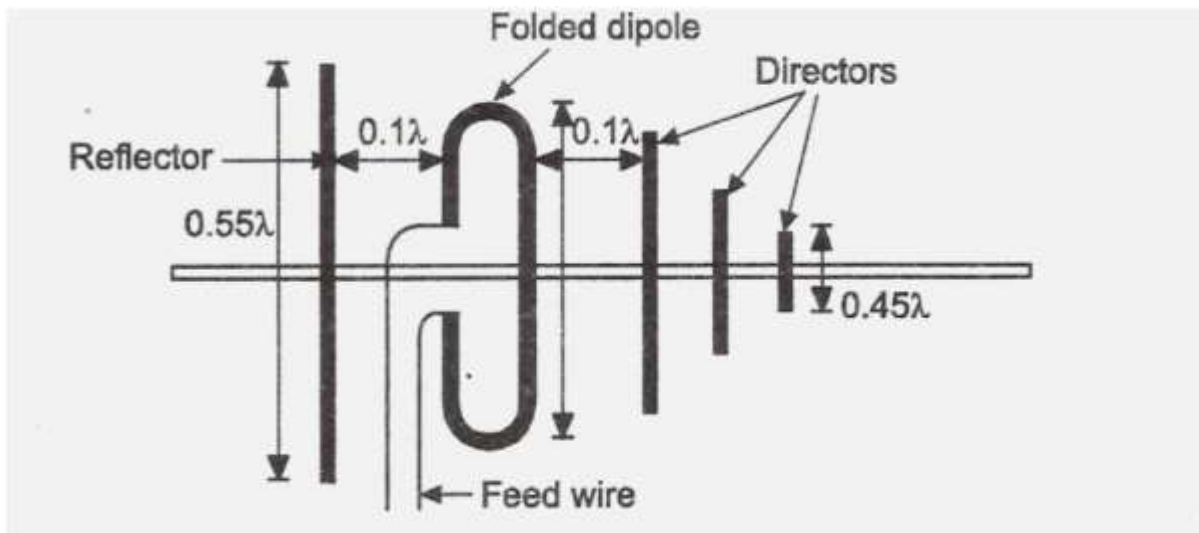 Folded dipole
Directors
0.1λ
0.1λ
Reflector
0.55λ
0.45λ
Feed wire